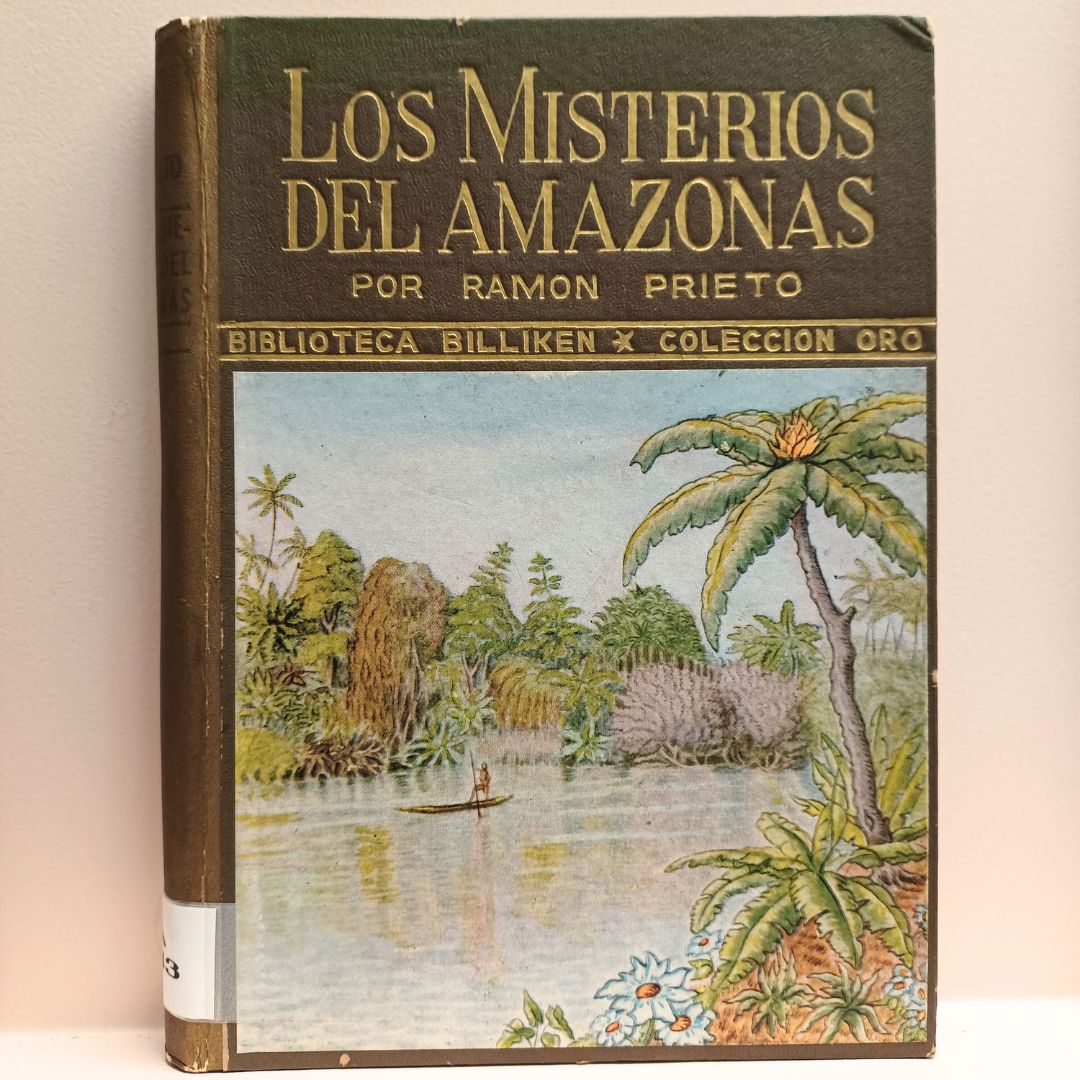 LOS MISTERIOS
DEL AMAZONAS
POR RAMON PRIETO
BIBLIOTECA BILLIKEN ✶ COLECCION ORO